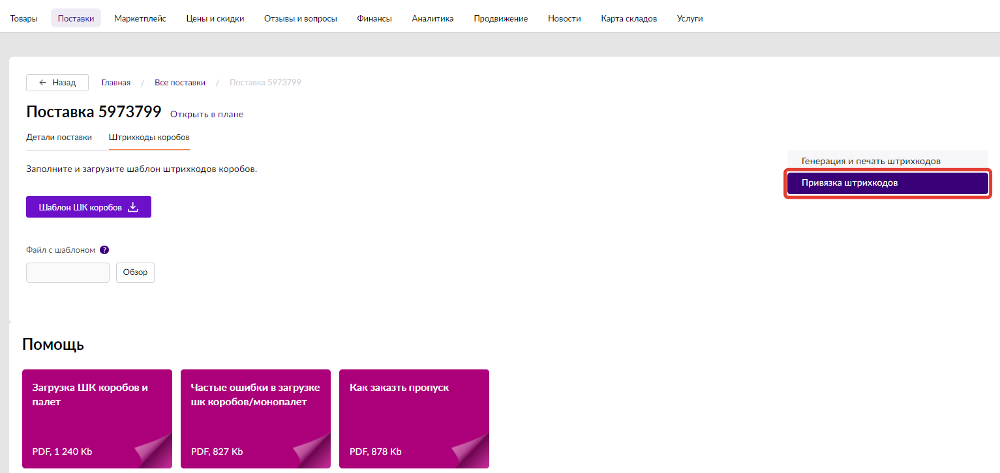 Товары Поставки Маркетплейс Цены и скидки Отзывы и вопросы Финансы Аналитика Продвижение Новости Карта складов Услуги
← Назад Главная / Все поставки / Поставка 5973799
Поставка 5973799 Открыть в плане
Детали поставки Штрихкоды коробов
Генерация и печать штрихкодов
Привязка штрихкодов
Заполните и загрузите шаблон штрихкодов коробов.
Шаблон ШК коробов
Файл с шаблоном ?
Обзор
Помощь
Загрузка ШК коробов и
палет
PDF, 1 240 Kb
Частые ошибки в загрузке
шк коробов/монопалет
PDF, 827 Kb
Как заказть пропуск
PDF, 878 Kb